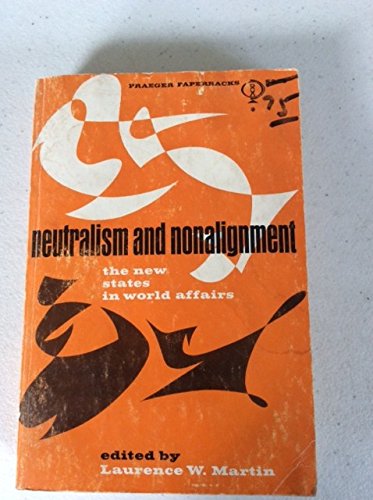 PRAEGER PAPERBACKS
75
neutralism and nonalignment
the new
states
in world affairs
edited by
Laurence W. Martin